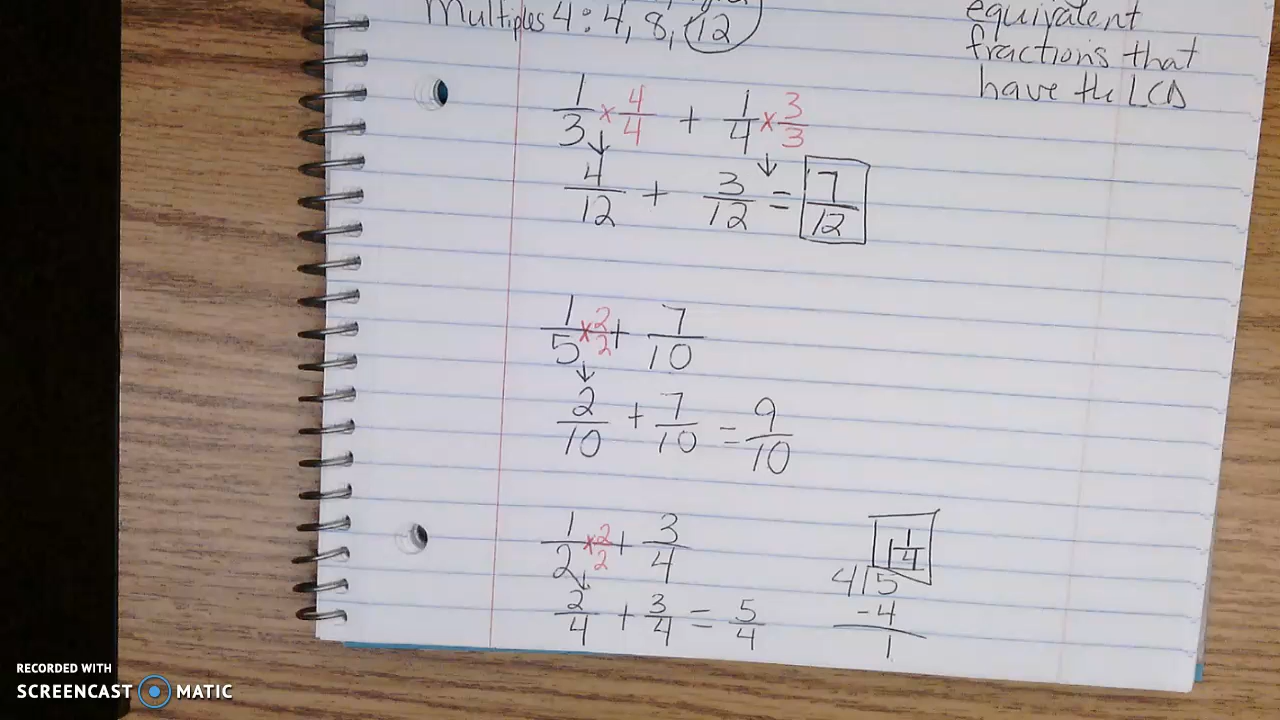 Multiples 4: 4, 8, 12
equivalent
fractions that
have the LCD
1/3 × 4/4 + 1/4 × 3/3
4/12 + 3/12 = 7/12
1/5 × 2/2 + 7/10
2/10 + 7/10 = 9/10
1/2 × 2/2 + 3/4
2/4 + 3/4 = 5/4
1 1/4
4)5
-4
1
RECORDED WITH
SCREENCAST MATIC